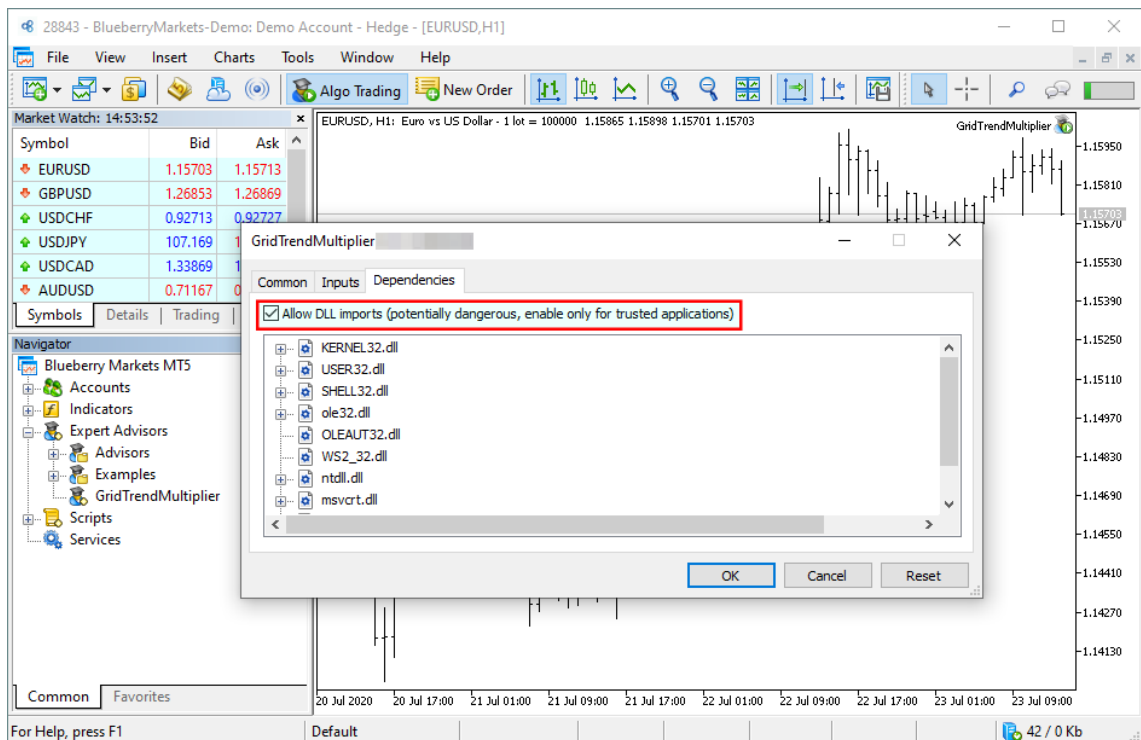 28843 - BlueberryMarkets-Demo: Demo Account - Hedge - [EURUSD,H1]
File View Insert Charts Tools Window Help
Algo Trading New Order
Market Watch: 14:53:52
Symbol Bid Ask
EURUSD 1.15703 1.15713
GBPUSD 1.26853 1.26869
USDCHF 0.92713 0.92727
USDJPY 107.169 1
USDCAD 1.33869 1
AUDUSD 0.71167 0
Symbols Details Trading
Navigator
Blueberry Markets MT5
Accounts
Indicators
Expert Advisors
Advisors
Examples
GridTrendMultiplier
Scripts
Services
Common Favorites
EURUSD, H1: Euro vs US Dollar - 1 lot = 100000 1.15865 1.15898 1.15701 1.15703
GridTrendMultiplier
1.15950
1.15810
1.15703
1.15670
1.15530
1.15390
1.15250
1.15110
1.14970
1.14830
1.14690
1.14550
1.14410
1.14270
1.14130
GridTrendMultiplier
Common Inputs Dependencies
Allow DLL imports (potentially dangerous, enable only for trusted applications)
KERNEL32.dll
USER32.dll
SHELL32.dll
ole32.dll
OLEAUT32.dll
WS2_32.dll
ntdll.dll
msvcrt.dll
OK Cancel Reset
20 Jul 2020 20 Jul 17:00 21 Jul 01:00 21 Jul 09:00 21 Jul 17:00 22 Jul 01:00 22 Jul 09:00 22 Jul 17:00 23 Jul 01:00 23 Jul 09:00
For Help, press F1 Default 42 / 0 Kb